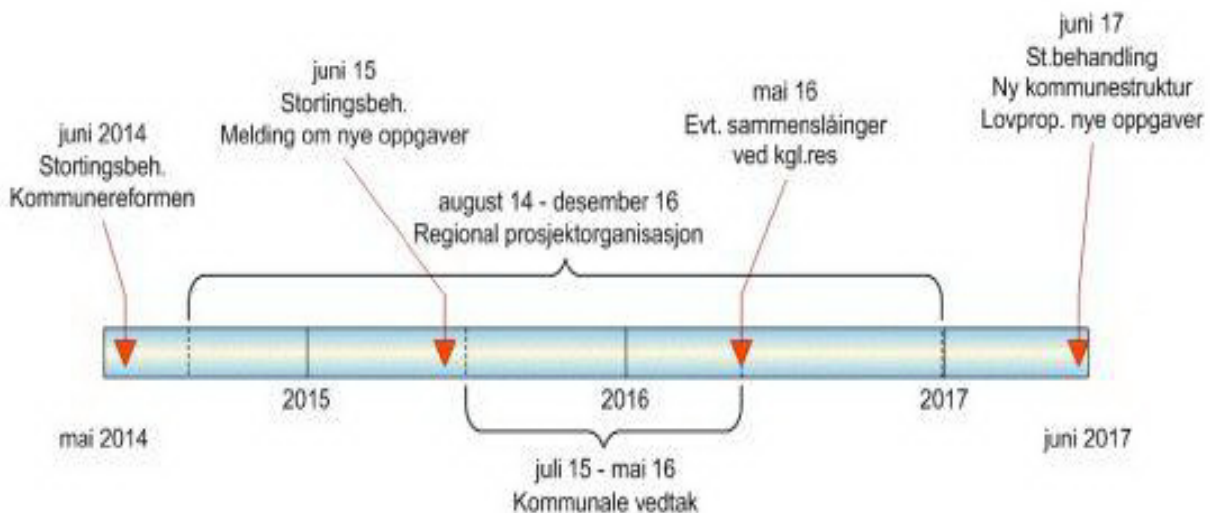 juni 2014
Stortingsbeh.
Kommunereformen
juni 15
Stortingsbeh.
Melding om nye oppgaver
august 14 - desember 16
Regional prosjektorganisasjon
mai 16
Evt. sammenslåinger
ved kgl.res
juni 17
St.behandling
Ny kommunestruktur
Lovprop. nye oppgaver
2015
2016
2017
mai 2014
juni 2017
juli 15 - mai 16
Kommunale vedtak